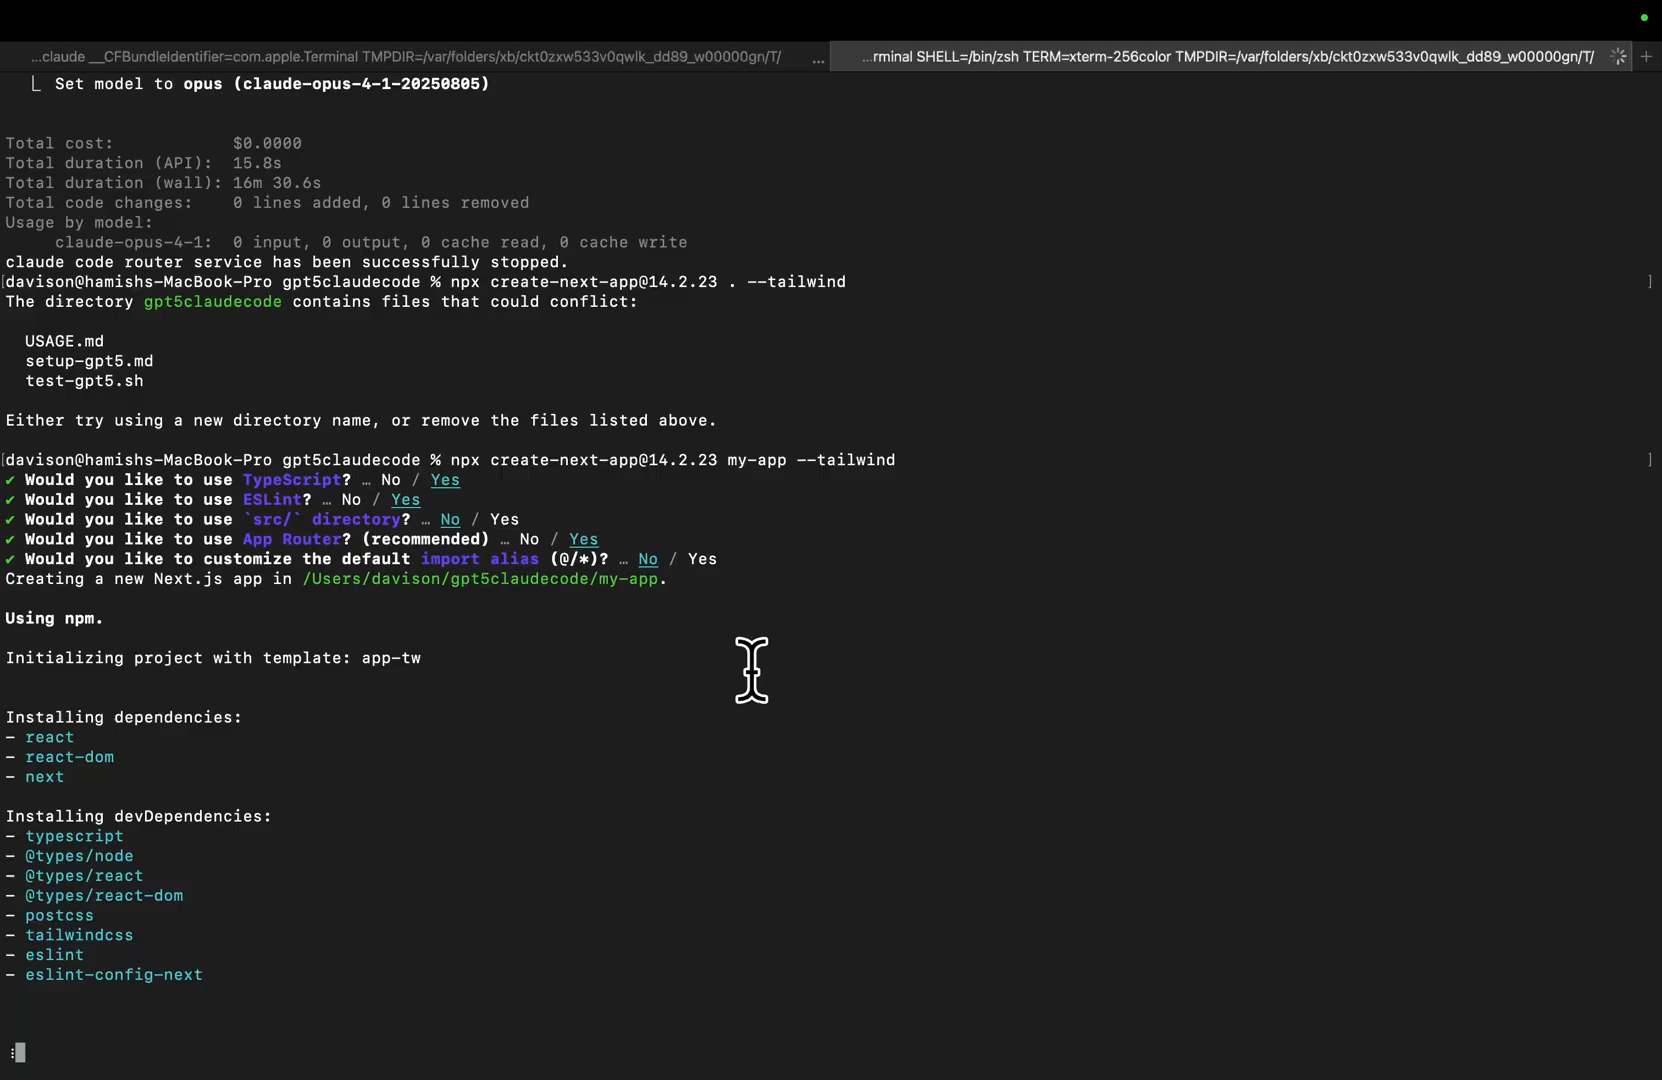 ...claude __CFBundleIdentifier=com.apple.Terminal TMPDIR=/var/folders/xb/ckt0zxw533v0qwlk_dd89_w00000gn/T/ ...
...rminal SHELL=/bin/zsh TERM=xterm-256color TMPDIR=/var/folders/xb/ckt0zxw533v0qwlk_dd89_w00000gn/T/ +
⎿ Set model to opus (claude-opus-4-1-20250805)
Total cost: $0.0000
Total duration (API): 15.8s
Total duration (wall): 16m 30.6s
Total code changes: 0 lines added, 0 lines removed
Usage by model:
claude-opus-4-1: 0 input, 0 output, 0 cache read, 0 cache write
claude code router service has been successfully stopped.
[davison@hamishs-MacBook-Pro gpt5claudecode % npx create-next-app@14.2.23 . --tailwind ]
The directory gpt5claudecode contains files that could conflict:
USAGE.md
setup-gpt5.md
test-gpt5.sh
Either try using a new directory name, or remove the files listed above.
[davison@hamishs-MacBook-Pro gpt5claudecode % npx create-next-app@14.2.23 my-app --tailwind ]
✔ Would you like to use TypeScript? … No / Yes
✔ Would you like to use ESLint? … No / Yes
✔ Would you like to use `src/` directory? … No / Yes
✔ Would you like to use App Router? (recommended) … No / Yes
✔ Would you like to customize the default import alias (@/*)? … No / Yes
Creating a new Next.js app in /Users/davison/gpt5claudecode/my-app.
Using npm.
Initializing project with template: app-tw
Installing dependencies:
- react
- react-dom
- next
Installing devDependencies:
- typescript
- @types/node
- @types/react
- @types/react-dom
- postcss
- tailwindcss
- eslint
- eslint-config-next